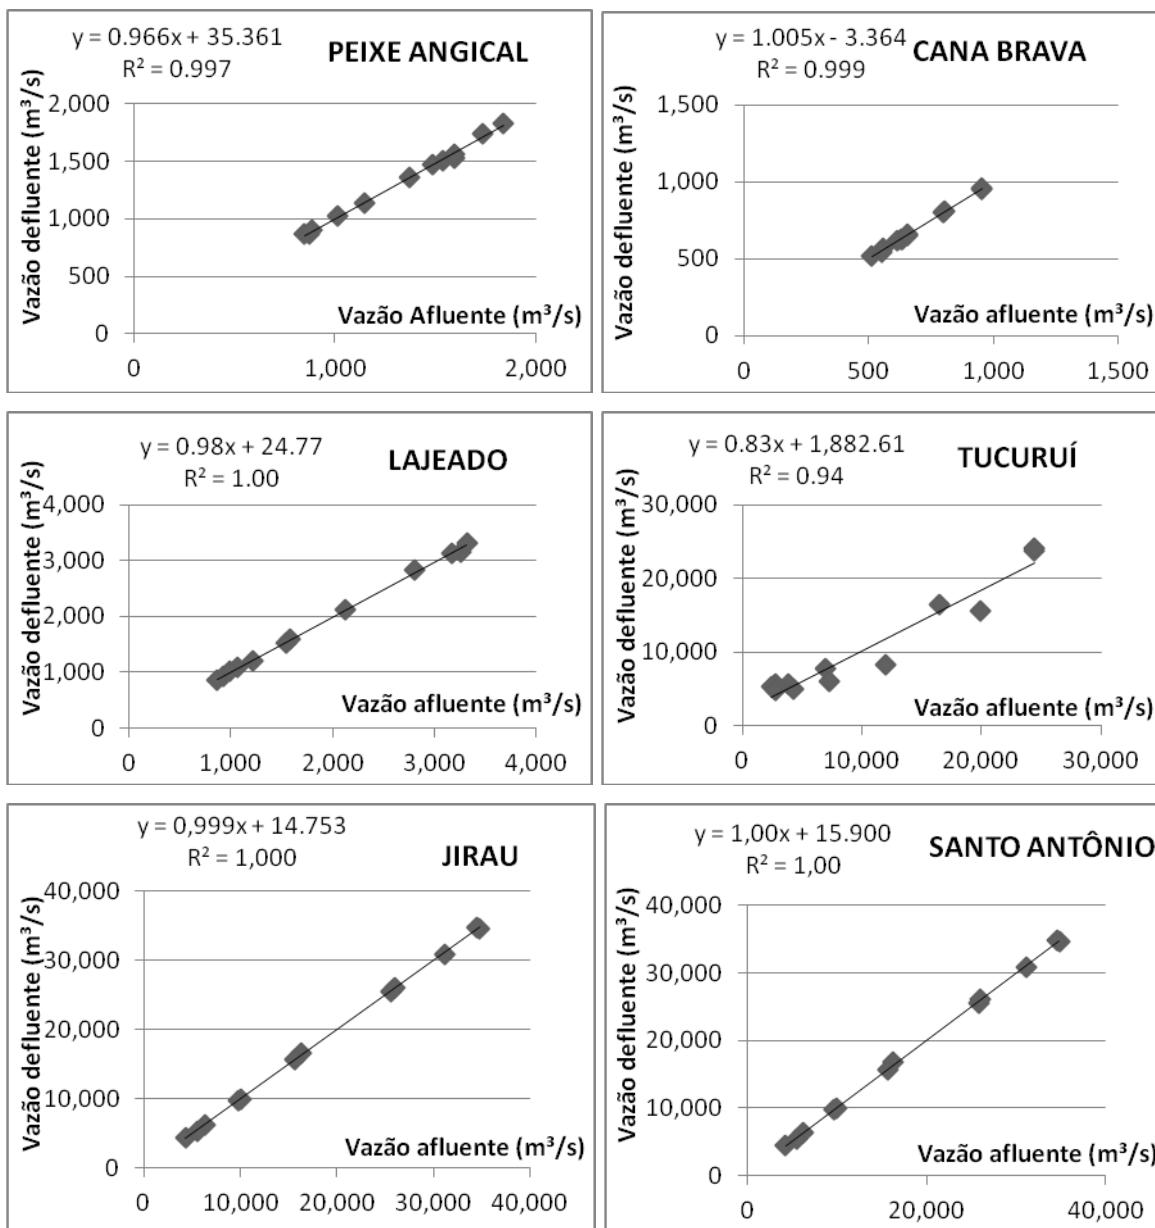 y = 0.966x + 35.361
R² = 0.997
PEIXE ANGICAL
Vazão defluente (m³/s)
2,000
1,500
1,000
500
0
Vazão Afluente (m³/s)
0 1,000 2,000
y = 1.005x - 3.364
R² = 0.999
CANA BRAVA
Vazão defluente (m³/s)
1,500
1,000
500
0
Vazão afluente (m³/s)
0 500 1,000 1,500
y = 0.98x + 24.77
R² = 1.00
LAJEADO
Vazão defluente (m³/s)
4,000
3,000
2,000
1,000
0
Vazão afluente (m³/s)
0 1,000 2,000 3,000 4,000
y = 0.83x + 1,882.61
R² = 0.94
TUCURUÍ
Vazão defluente (m³/s)
30,000
20,000
10,000
0
Vazão afluente (m³/s)
0 10,000 20,000 30,000
y = 0,999x + 14.753
R² = 1,000
JIRAU
Vazão defluente (m³/s)
40,000
30,000
20,000
10,000
0
Vazão afluente (m³/s)
0 10,000 20,000 30,000 40,000
y = 1,00x + 15.900
R² = 1,00
SANTO ANTÔNIO
Vazão defluente (m³/s)
40,000
30,000
20,000
10,000
0
Vazão afluente (m³/s)
0 20,000 40,000